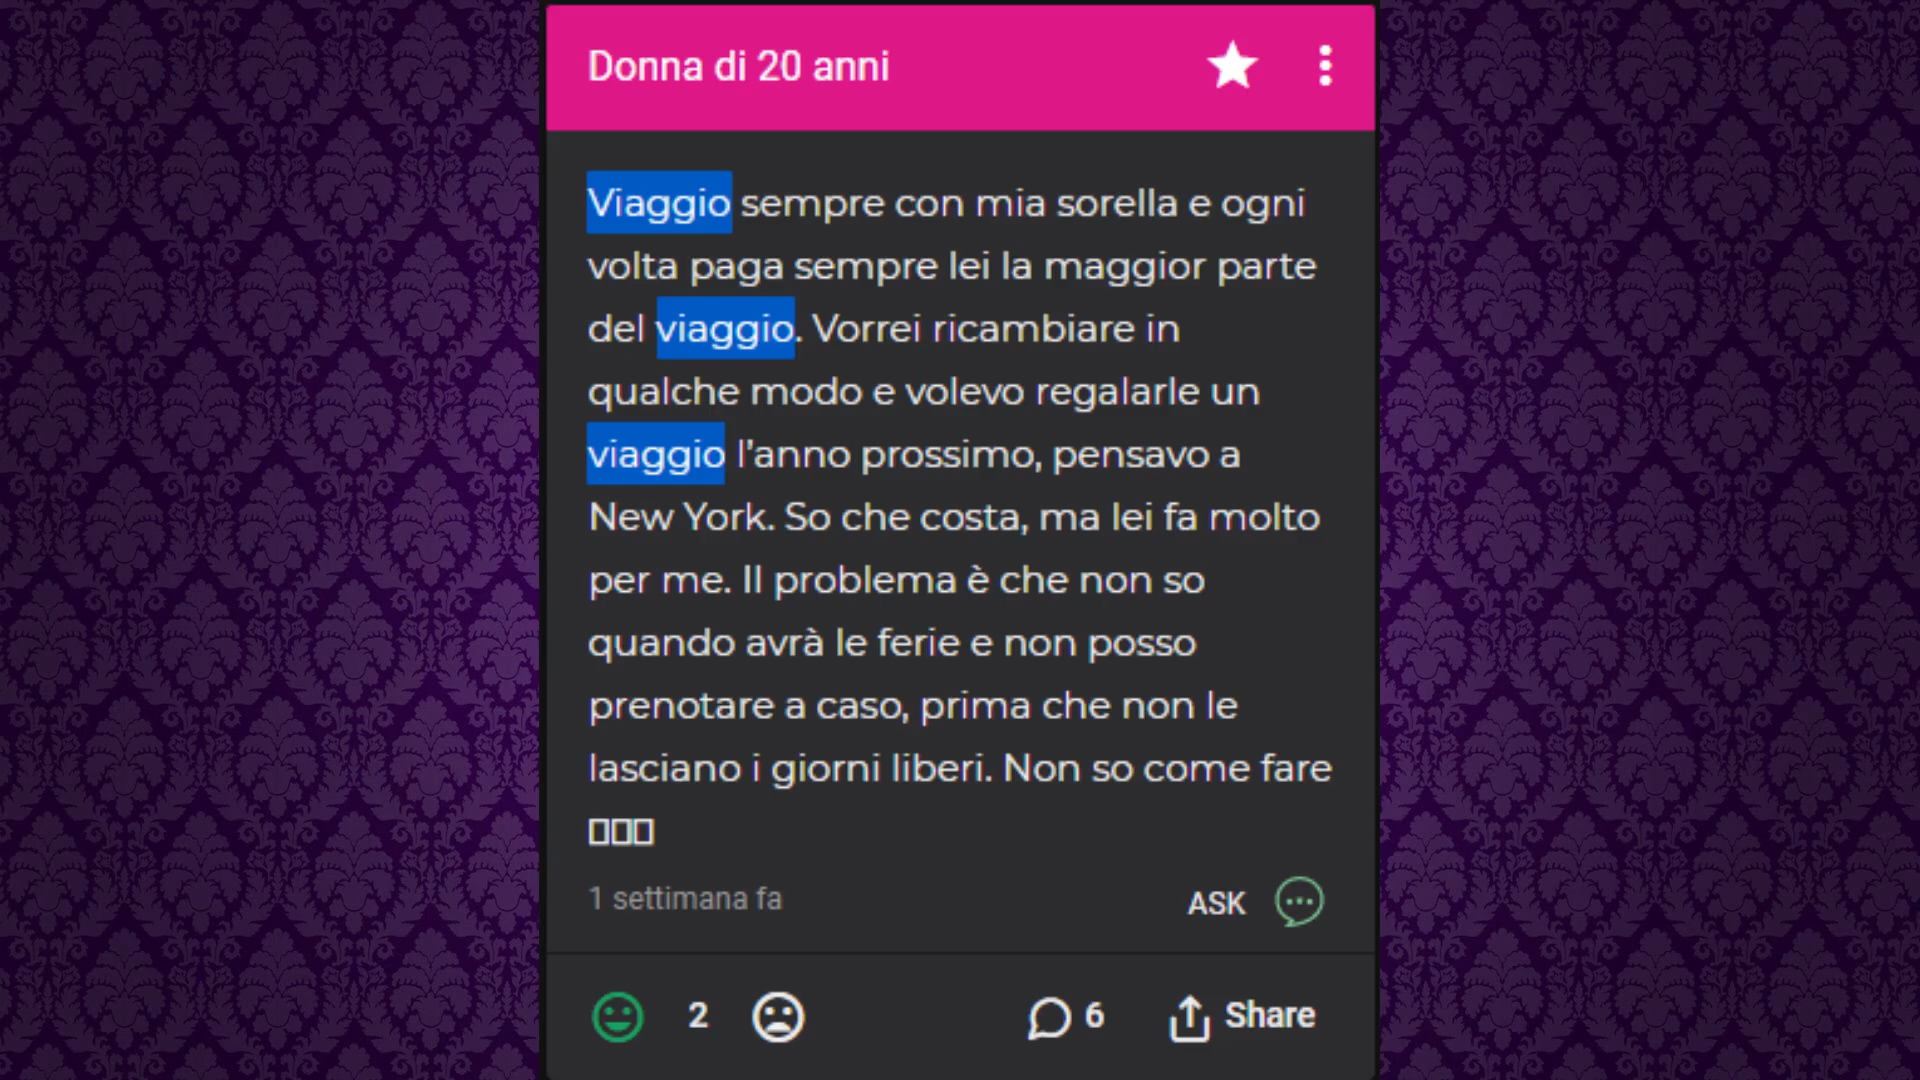 Donna di 20 anni
Viaggio sempre con mia sorella e ogni
volta paga sempre lei la maggior parte
del viaggio. Vorrei ricambiare in
qualche modo e volevo regalarle un
viaggio l’anno prossimo, pensavo a
New York. So che costa, ma lei fa molto
per me. Il problema è che non so
quando avrà le ferie e non posso
prenotare a caso, prima che non le
lasciano i giorni liberi. Non so come fare
1 settimana fa
ASK
2
6
Share